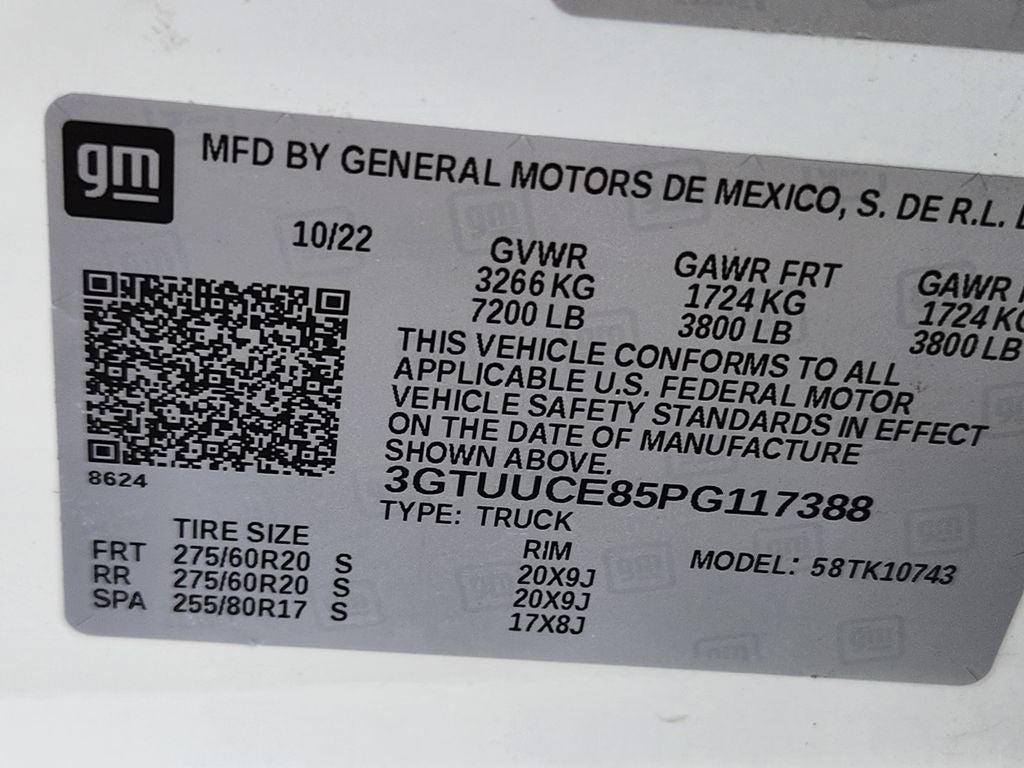 gm
MFD BY GENERAL MOTORS DE MEXICO, S. DE R.L.
10/22
GVWR GAWR FRT GAWR
3266 KG 1724 KG 1724 KG
7200 LB 3800 LB 3800 LB
THIS VEHICLE CONFORMS TO ALL
APPLICABLE U.S. FEDERAL MOTOR
VEHICLE SAFETY STANDARDS IN EFFECT
ON THE DATE OF MANUFACTURE
SHOWN ABOVE.
8624
3GTUUCE85PG117388
TYPE: TRUCK
TIRE SIZE RIM MODEL: 58TK10743
FRT 275/60R20 S 20X9J
RR 275/60R20 S 20X9J
SPA 255/80R17 S 17X8J